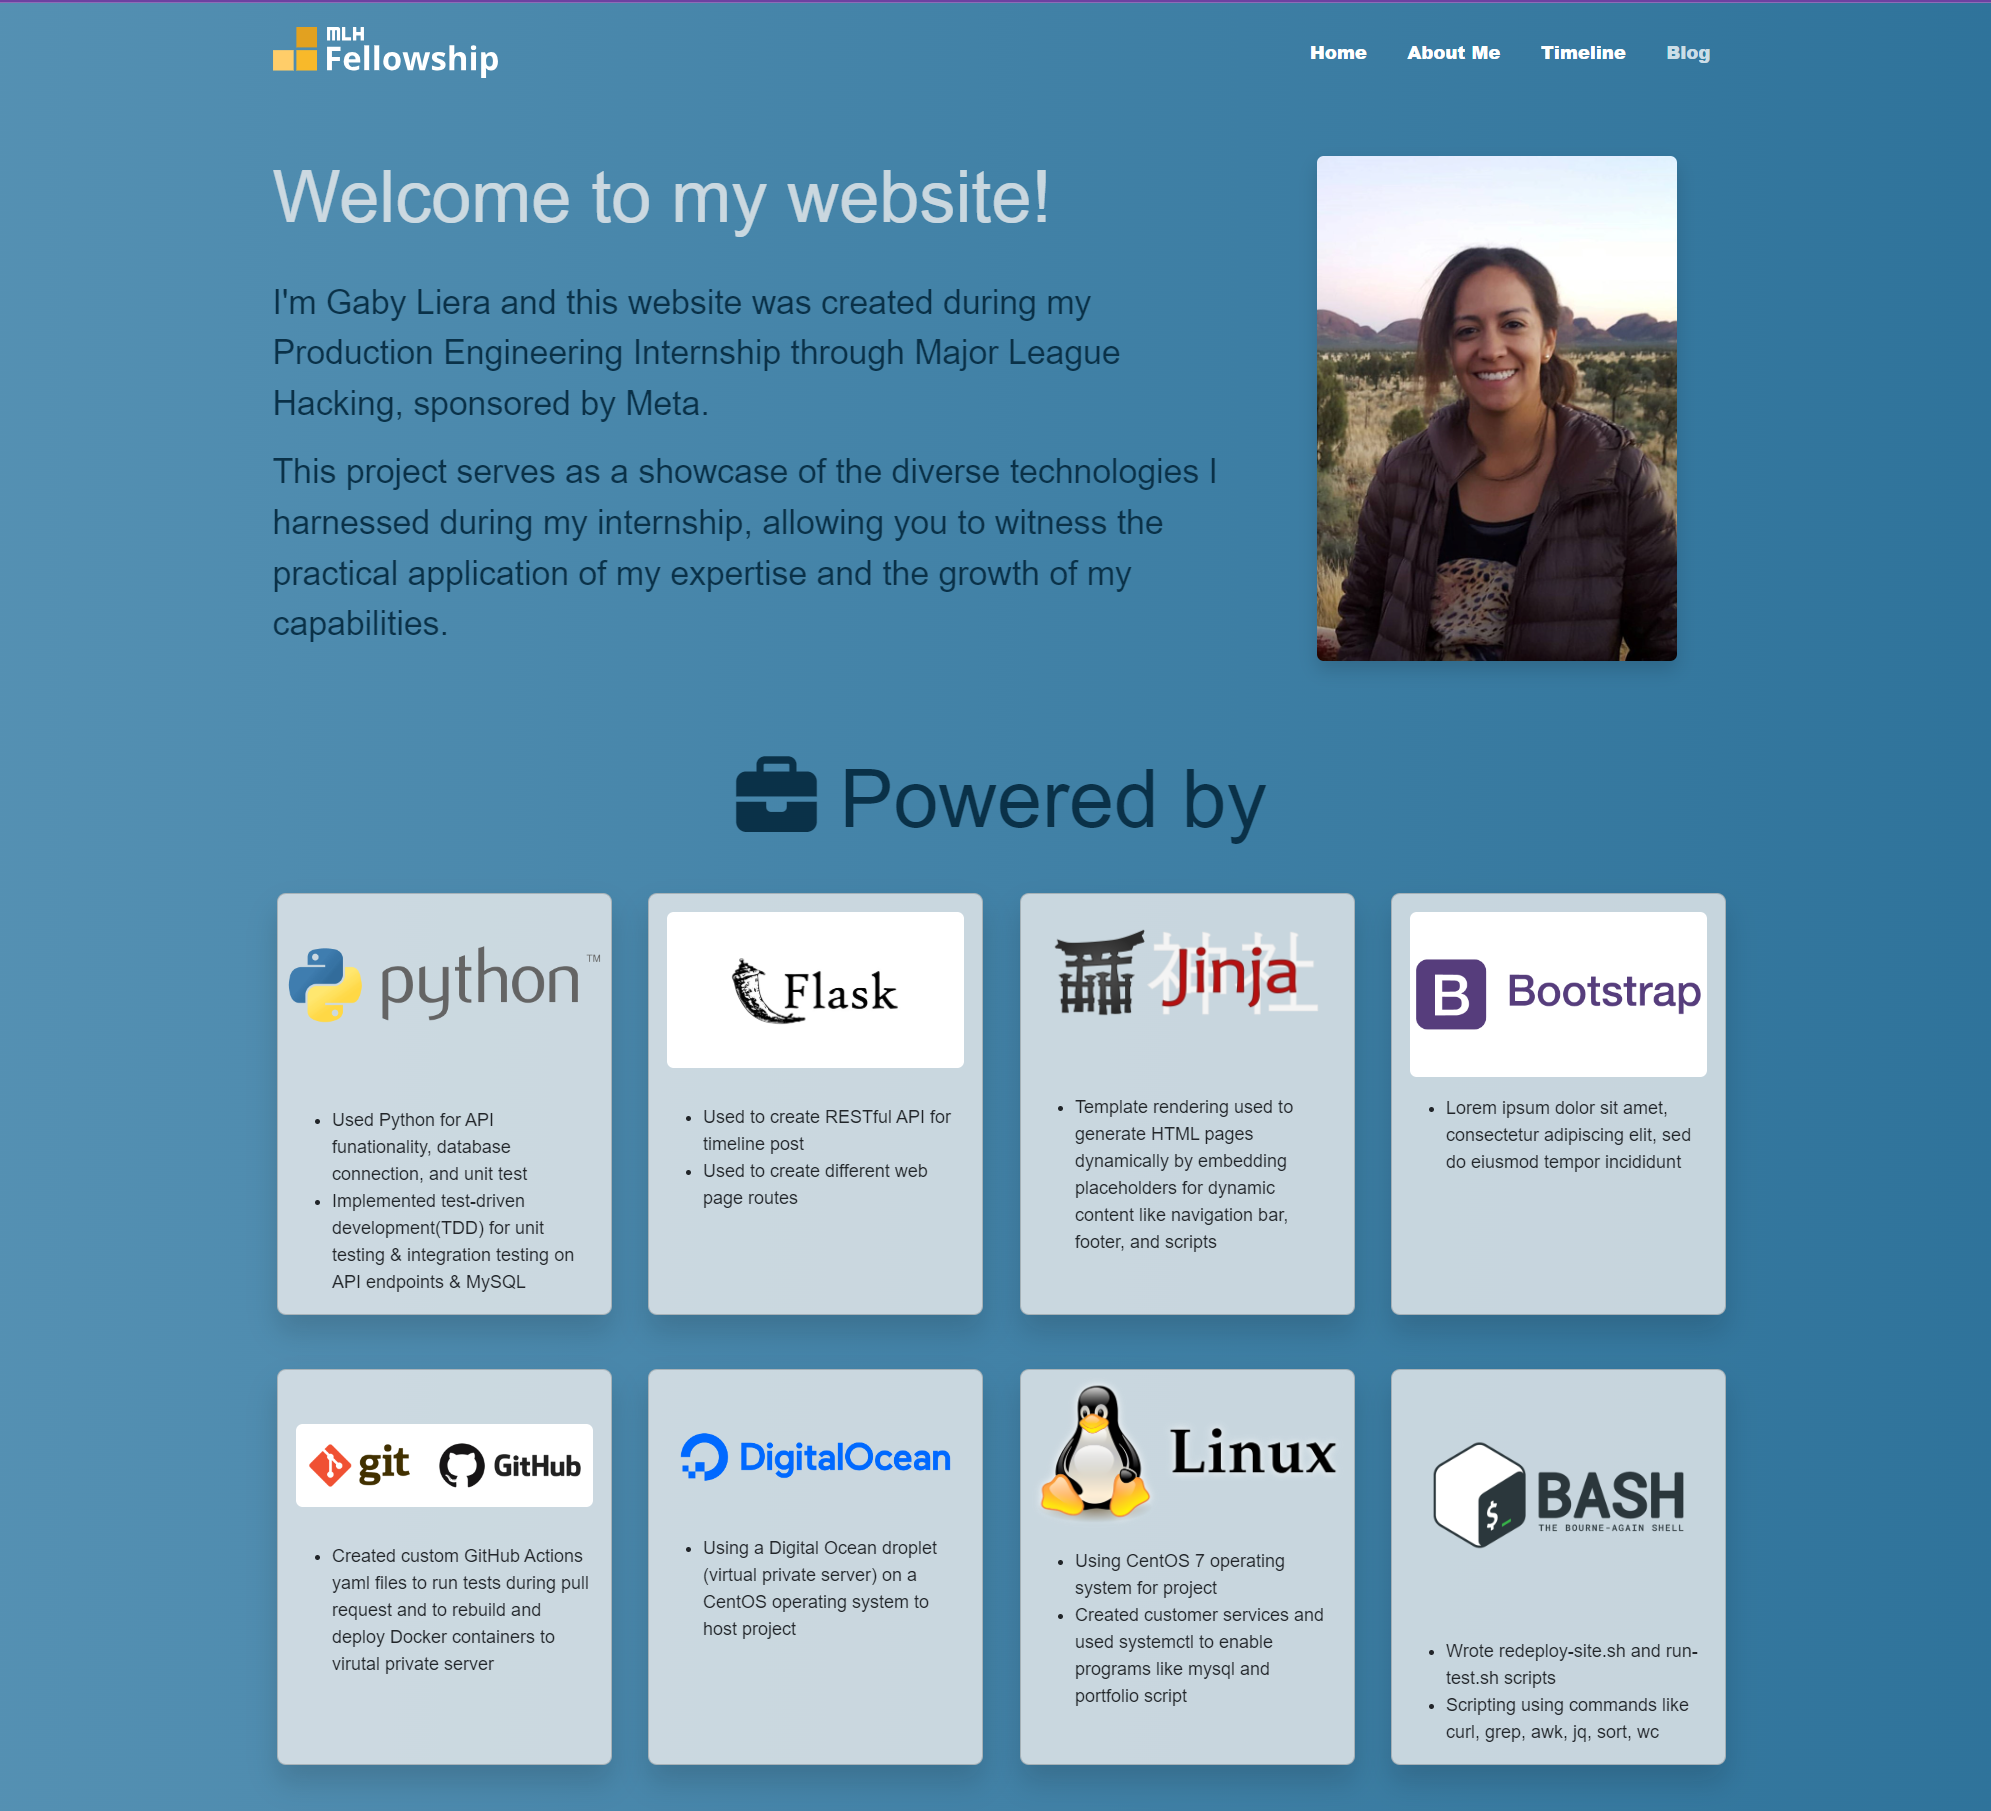 MLH
Fellowship
Home About Me Timeline Blog
Welcome to my website!
I'm Gaby Liera and this website was created during my
Production Engineering Internship through Major League
Hacking, sponsored by Meta.
This project serves as a showcase of the diverse technologies I
harnessed during my internship, allowing you to witness the
practical application of my expertise and the growth of my
capabilities.
Powered by
python™
Used Python for API
funationality, database
connection, and unit test
Implemented test-driven
development(TDD) for unit
testing & integration testing on
API endpoints & MySQL
Flask
Used to create RESTful API for
timeline post
Used to create different web
page routes
神社
Jinja
Template rendering used to
generate HTML pages
dynamically by embedding
placeholders for dynamic
content like navigation bar,
footer, and scripts
B Bootstrap
Lorem ipsum dolor sit amet,
consectetur adipiscing elit, sed
do eiusmod tempor incididunt
git GitHub
Created custom GitHub Actions
yaml files to run tests during pull
request and to rebuild and
deploy Docker containers to
virutal private server
DigitalOcean
Using a Digital Ocean droplet
(virtual private server) on a
CentOS operating system to
host project
Linux
Using CentOS 7 operating
system for project
Created customer services and
used systemctl to enable
programs like mysql and
portfolio script
$_ BASH
THE BOURNE-AGAIN SHELL
Wrote redeploy-site.sh and run-
test.sh scripts
Scripting using commands like
curl, grep, awk, jq, sort, wc